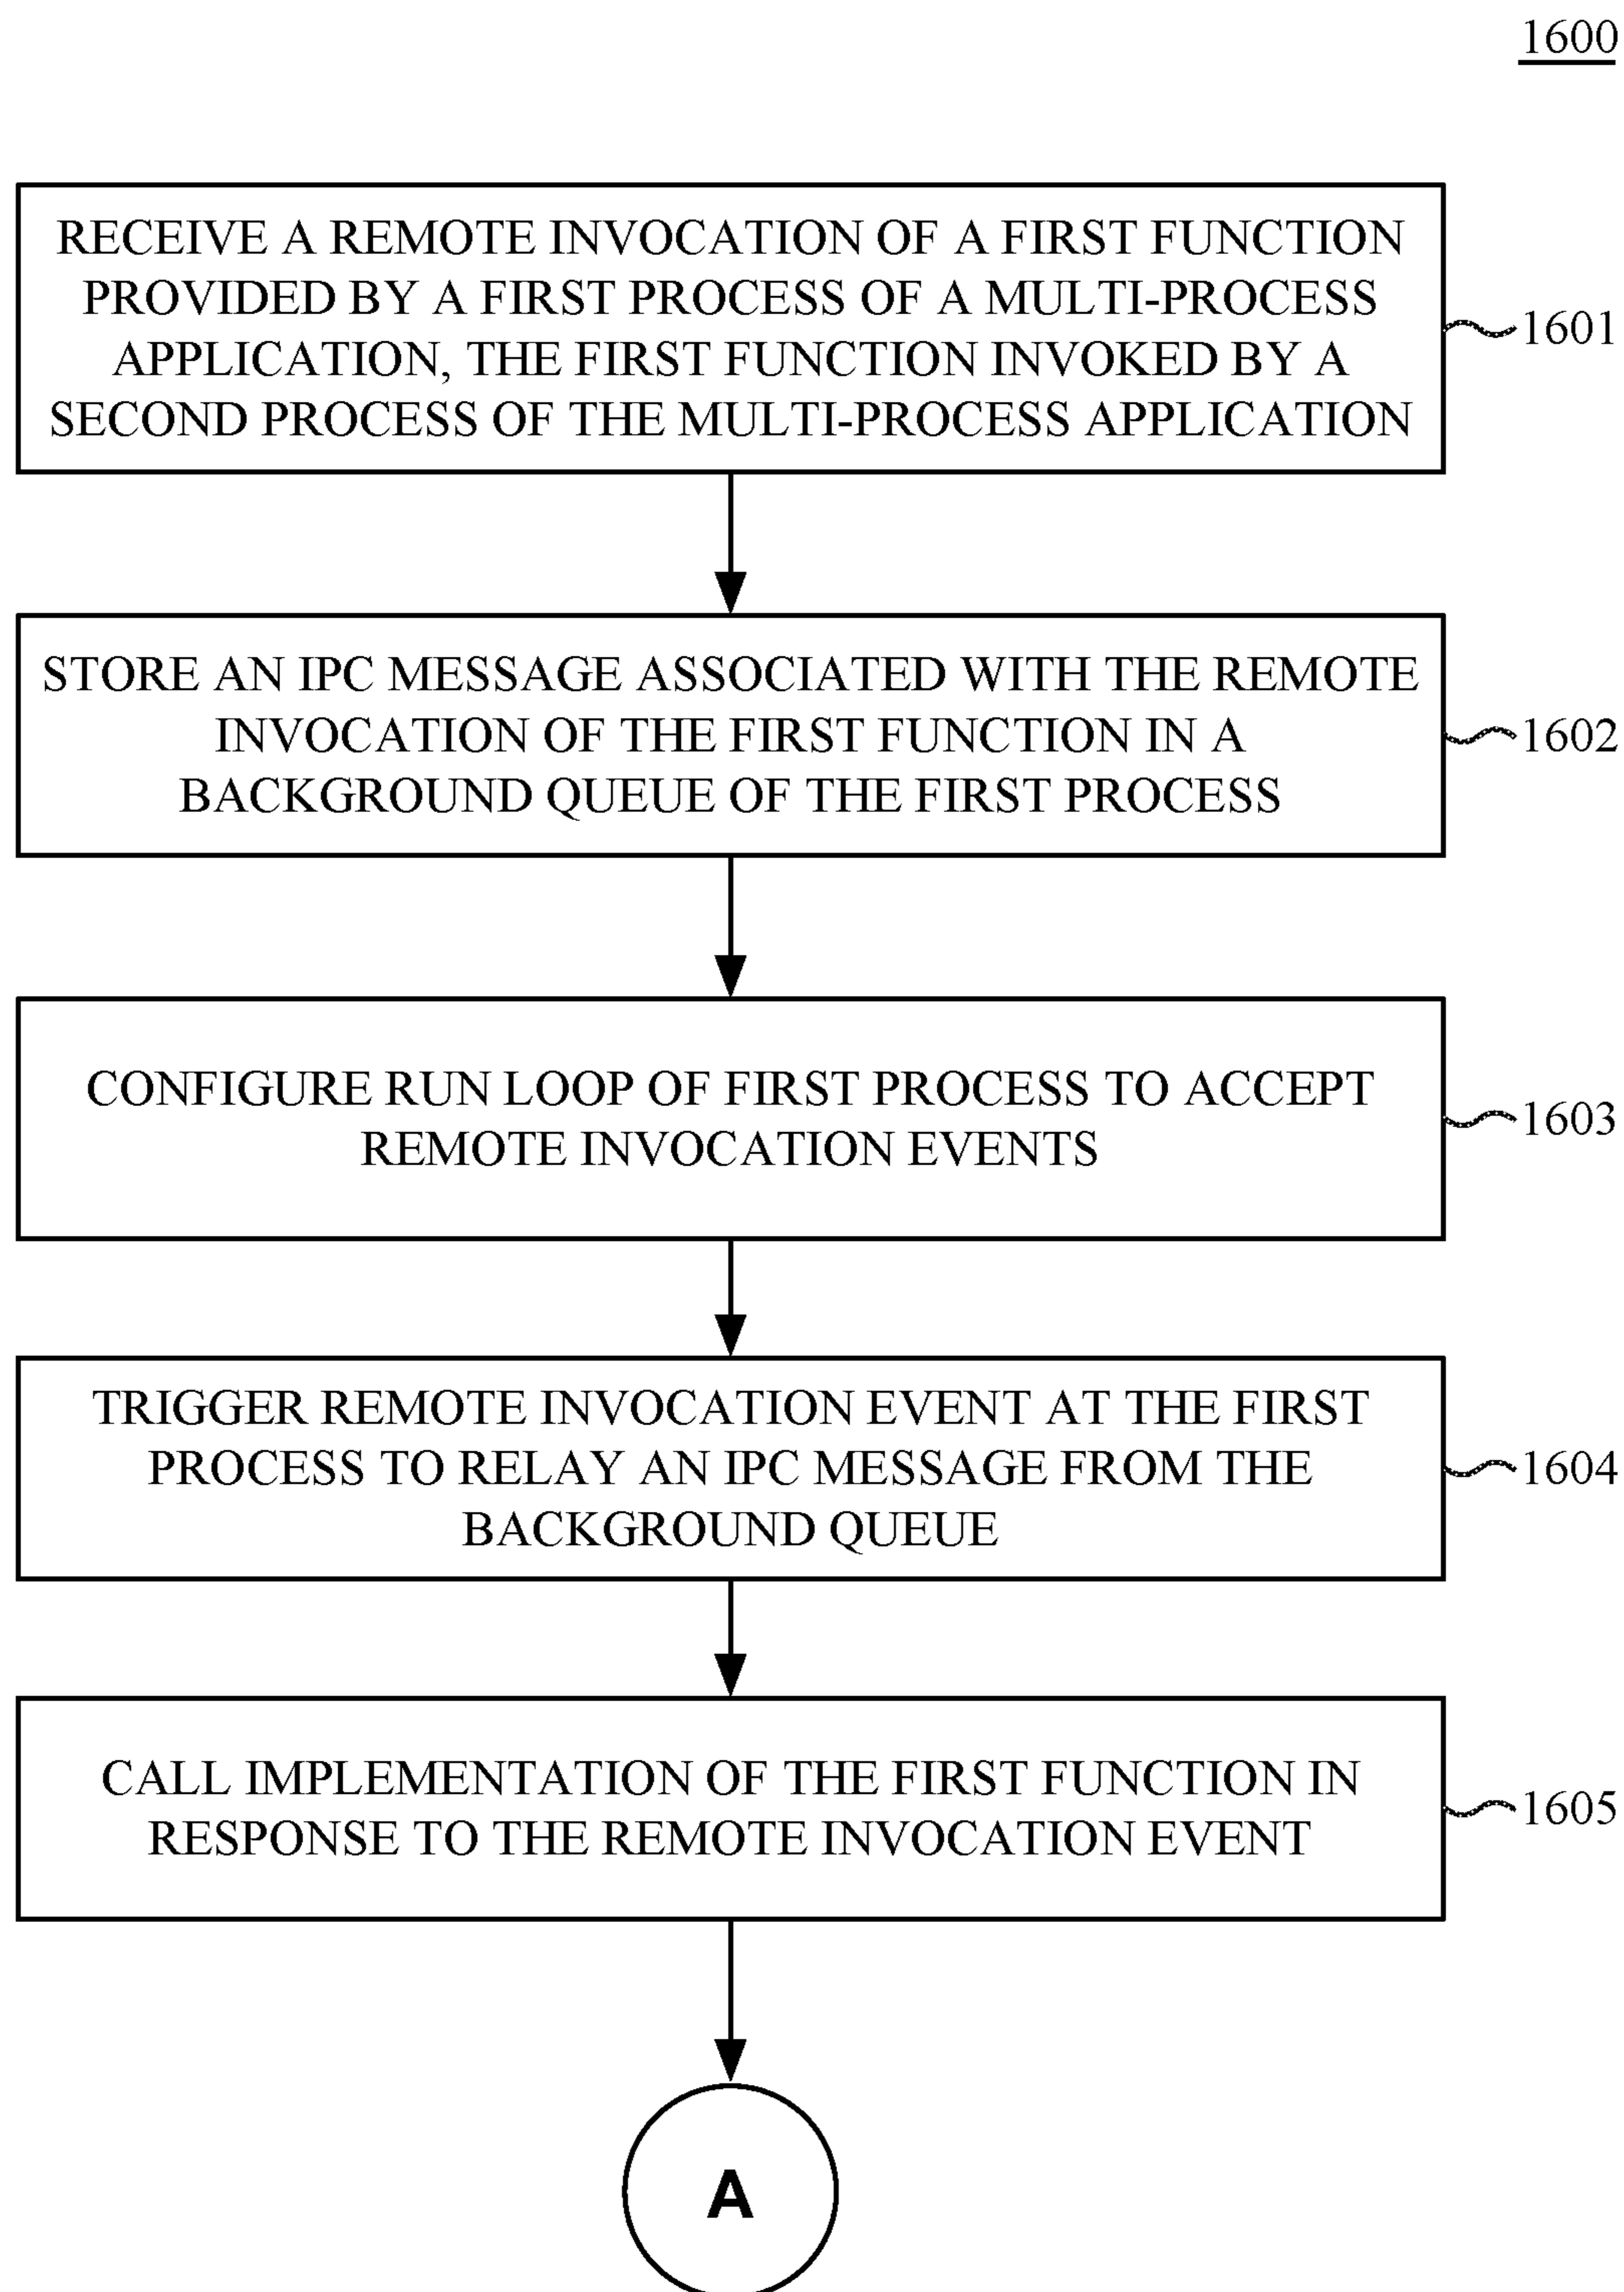 1600
RECEIVE A REMOTE INVOCATION OF A FIRST FUNCTION
PROVIDED BY A FIRST PROCESS OF A MULTI-PROCESS
APPLICATION, THE FIRST FUNCTION INVOKED BY A
SECOND PROCESS OF THE MULTI-PROCESS APPLICATION
1601
STORE AN IPC MESSAGE ASSOCIATED WITH THE REMOTE
INVOCATION OF THE FIRST FUNCTION IN A
BACKGROUND QUEUE OF THE FIRST PROCESS
1602
CONFIGURE RUN LOOP OF FIRST PROCESS TO ACCEPT
REMOTE INVOCATION EVENTS
1603
TRIGGER REMOTE INVOCATION EVENT AT THE FIRST
PROCESS TO RELAY AN IPC MESSAGE FROM THE
BACKGROUND QUEUE
1604
CALL IMPLEMENTATION OF THE FIRST FUNCTION IN
RESPONSE TO THE REMOTE INVOCATION EVENT
1605
A